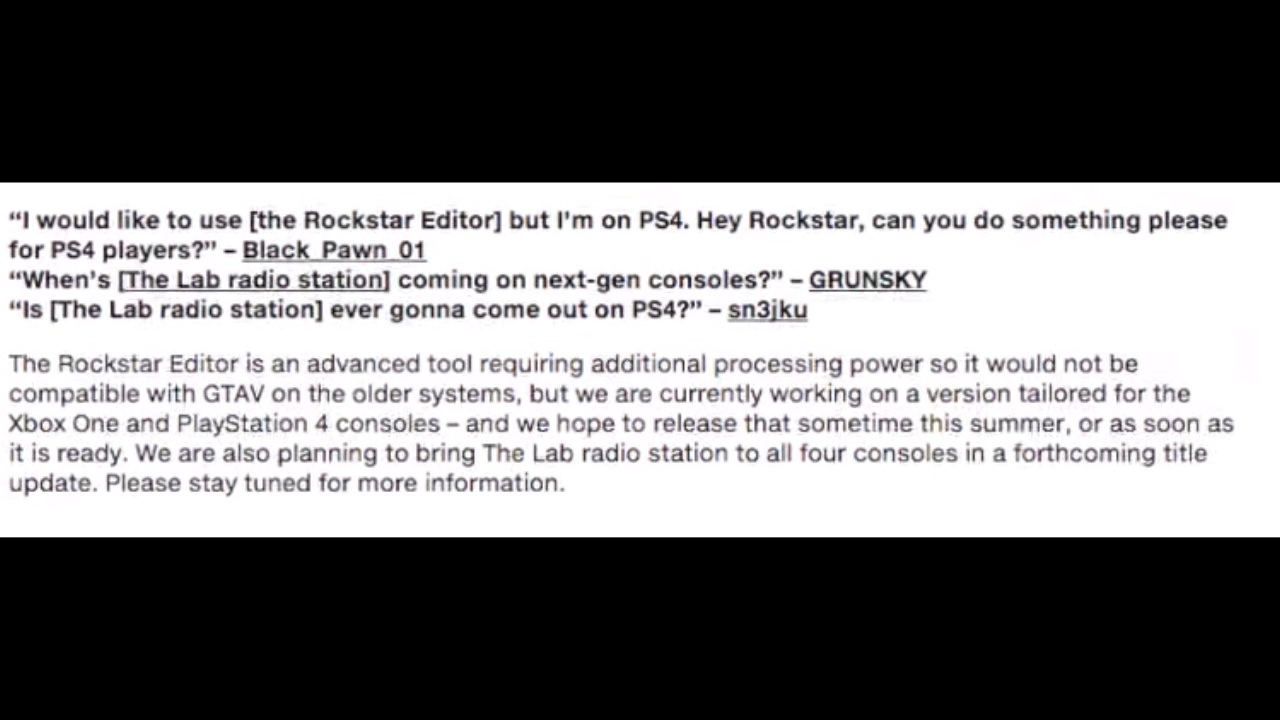 “I would like to use [the Rockstar Editor] but I’m on PS4. Hey Rockstar, can you do something please
for PS4 players?” – Black_Pawn_01
“When’s [The Lab radio station] coming on next-gen consoles?” – GRUNSKY
“Is [The Lab radio station] ever gonna come out on PS4?” – sn3jku
The Rockstar Editor is an advanced tool requiring additional processing power so it would not be
compatible with GTAV on the older systems, but we are currently working on a version tailored for the
Xbox One and PlayStation 4 consoles – and we hope to release that sometime this summer, or as soon as
it is ready. We are also planning to bring The Lab radio station to all four consoles in a forthcoming title
update. Please stay tuned for more information.